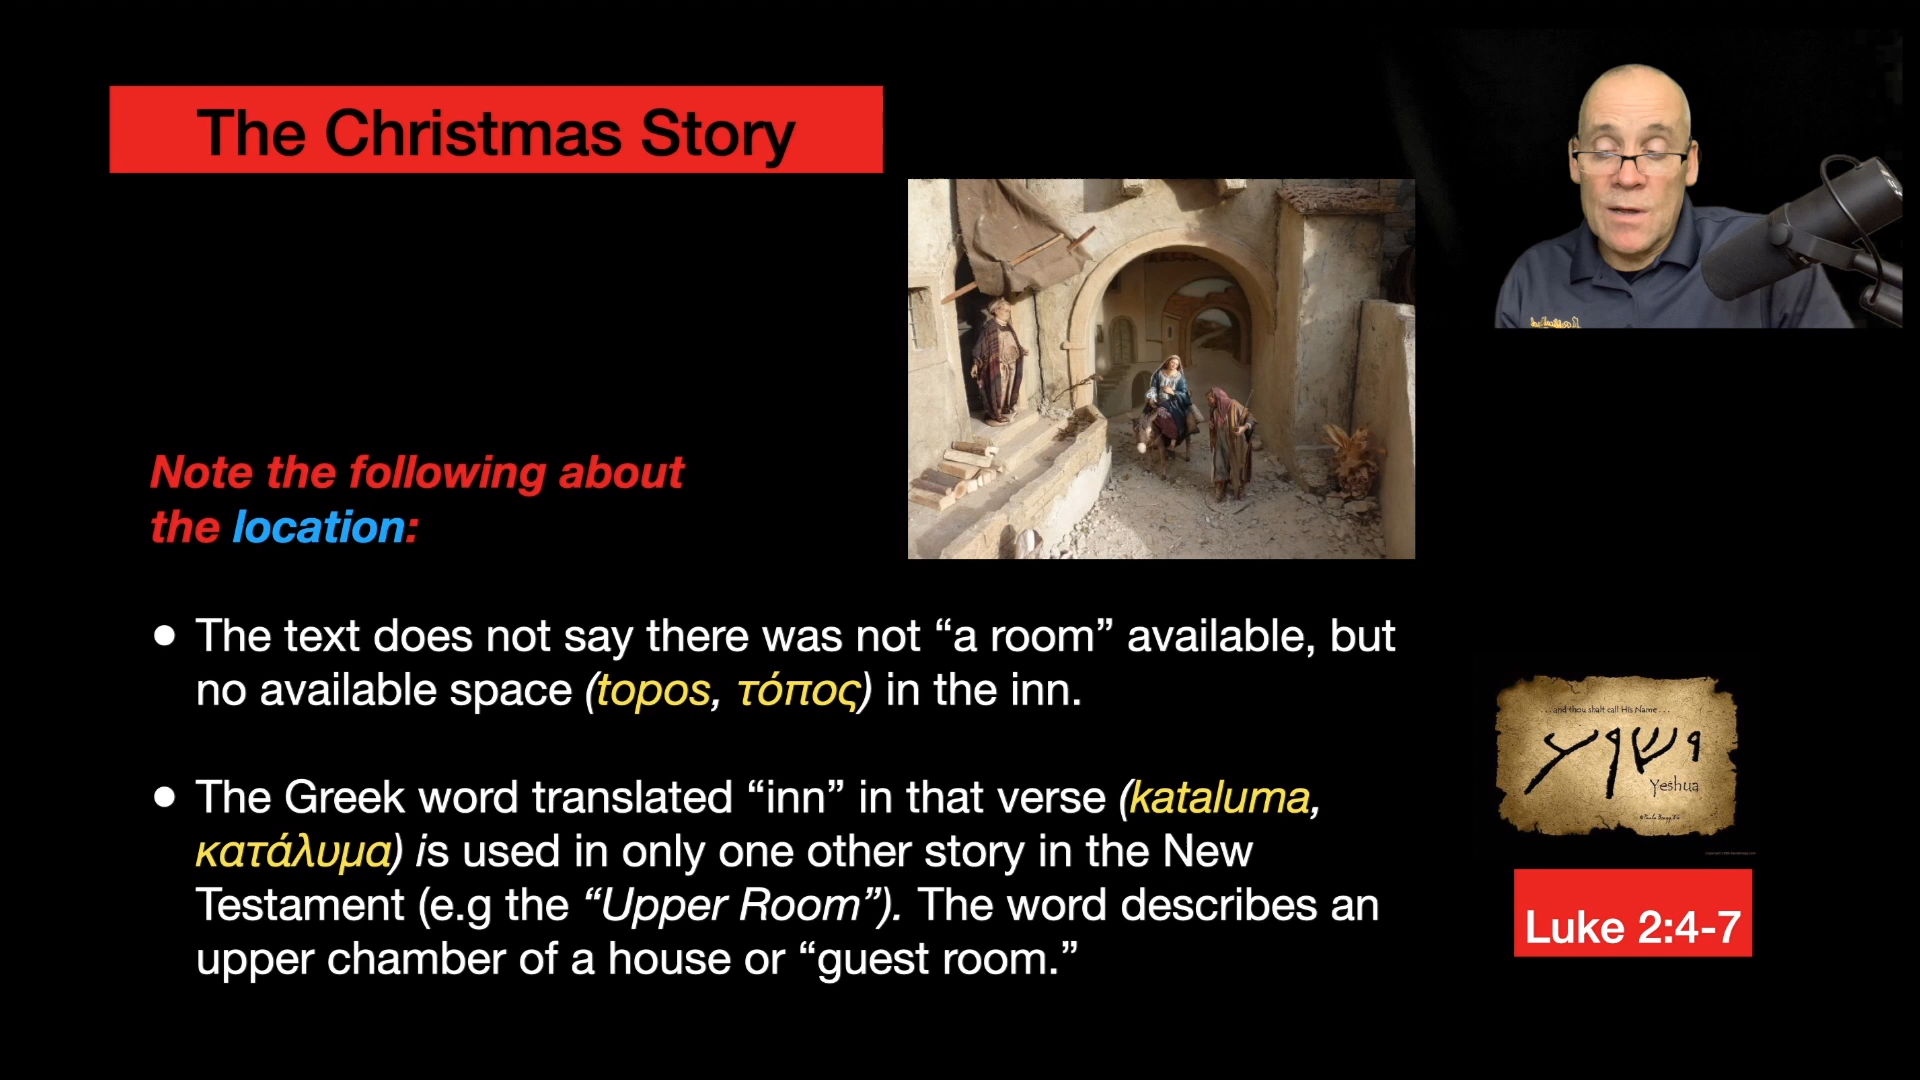 The Christmas Story
Note the following about
the location:
• The text does not say there was not “a room” available, but
no available space (topos, τόπος) in the inn.
• The Greek word translated “inn” in that verse (kataluma,
κατάλυμα) is used in only one other story in the New
Testament (e.g the “Upper Room”). The word describes an
upper chamber of a house or “guest room.”
. . . and thou shalt call His Name . . .
ישוע
Yeshua
Luke 2:4-7